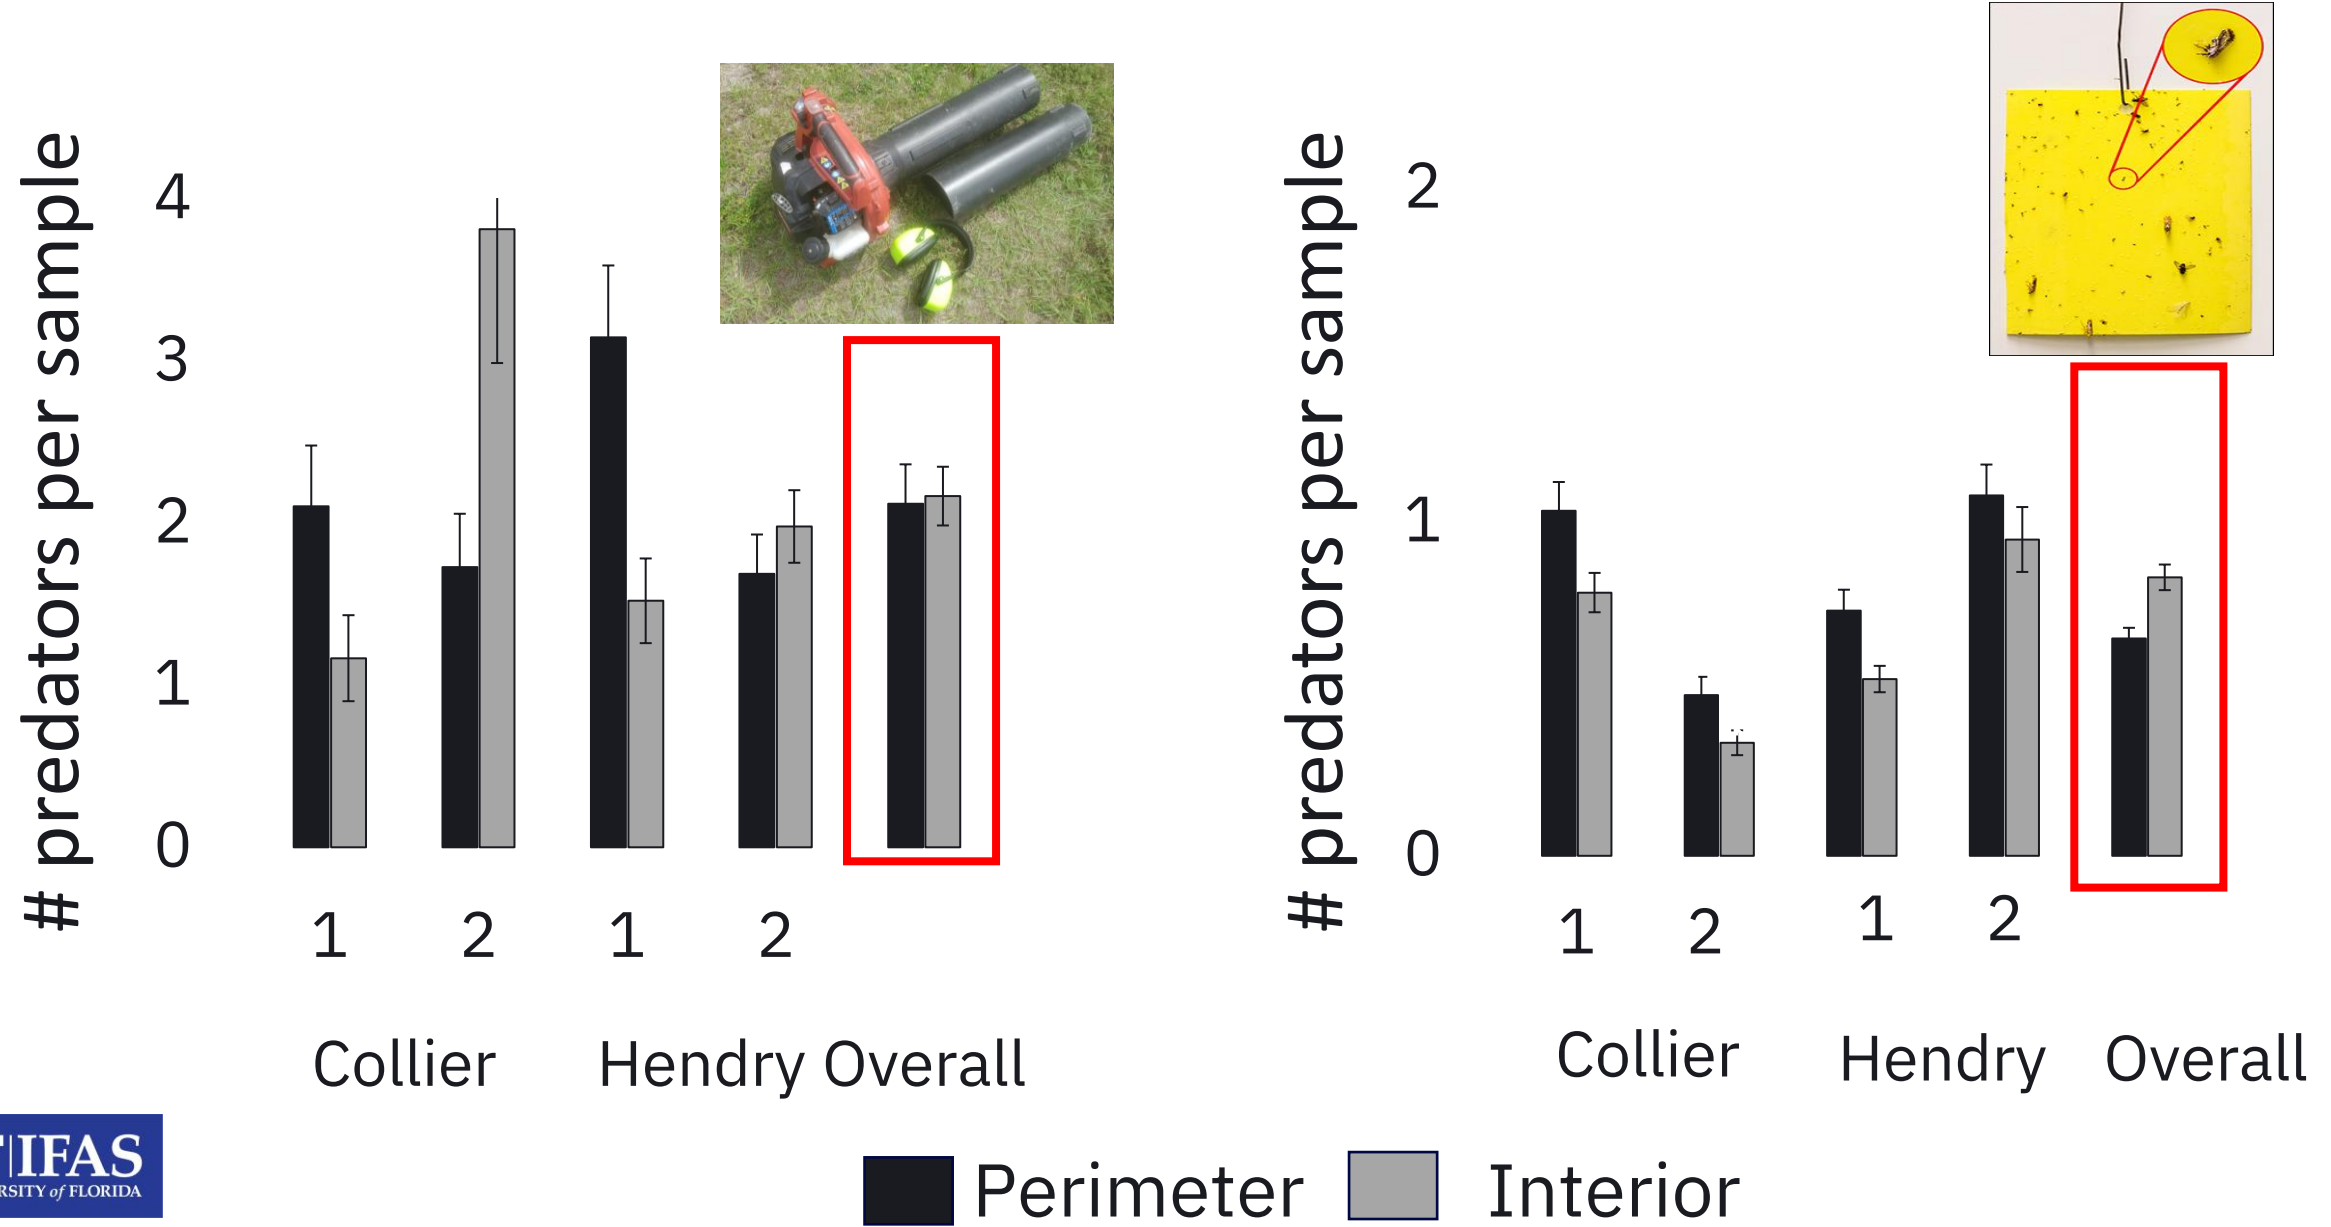 # predators per sample
4
3
2
1
0
1 2 1 2
Collier Hendry Overall
# predators per sample
2
1
0
1 2 1 2
Collier Hendry Overall
Perimeter Interior
IFAS
of FLORIDA